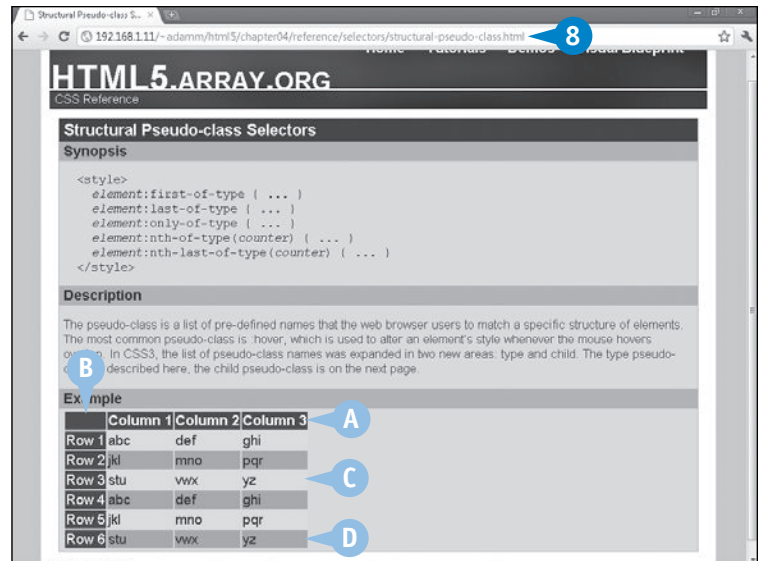 Structural Pseudo-class S...
192.168.1.11/~adamm/html5/chapter04/reference/selectors/structural-pseudo-class.html
8
Home Tutorials Demos Visual Blueprint
HTML5.ARRAY.ORG
CSS Reference
Structural Pseudo-class Selectors
Synopsis
<style>
element:first-of-type { ... }
element:last-of-type { ... }
element:only-of-type { ... }
element:nth-of-type(counter) { ... }
element:nth-last-of-type(counter) { ... }
</style>
Description
The pseudo-class is a list of pre-defined names that the web browser users to match a specific structure of elements.
The most common pseudo-class is :hover, which is used to alter an element's style whenever the mouse hovers
In CSS3, the list of pseudo-class names was expanded in two new areas: type and child. The type pseudo-
described here, the child pseudo-class is on the next page.
B
Example
Column 1 Column 2 Column 3
A
Row 1 abc def ghi
Row 2 jkl mno pqr
Row 3 stu vwx yz
C
Row 4 abc def ghi
Row 5 jkl mno pqr
Row 6 stu vwx yz
D